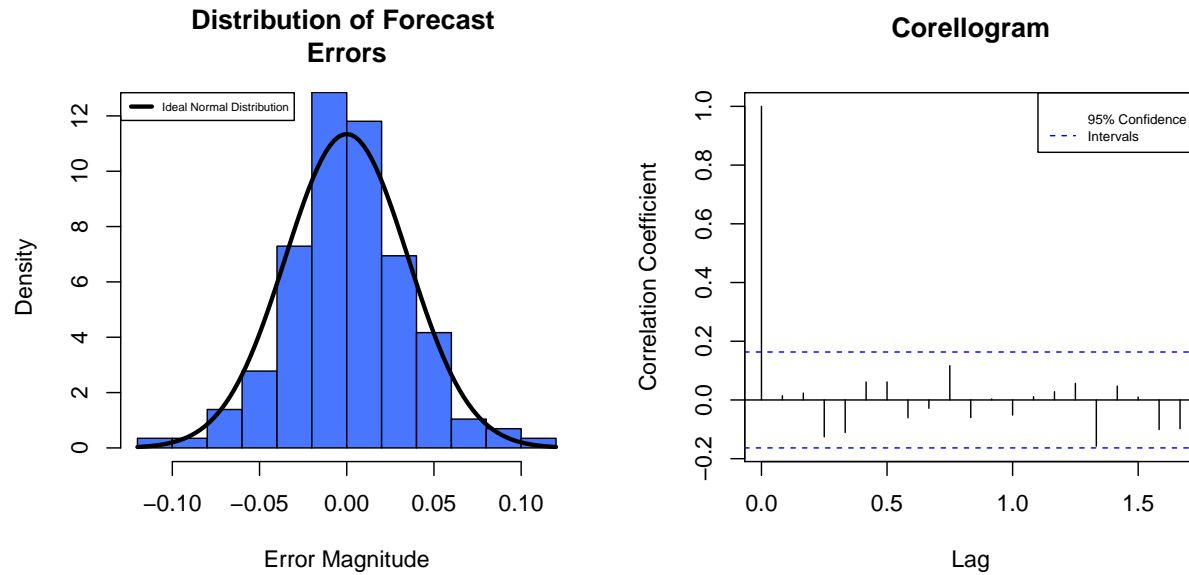 Distribution of Forecast
Errors
Ideal Normal Distribution
Density
0
2
4
6
8
10
12
−0.10
−0.05
0.00
0.05
0.10
Error Magnitude
Corellogram
95% Confidence
Intervals
Correlation Coefficient
−0.2
0.0
0.2
0.4
0.6
0.8
1.0
0.0
0.5
1.0
1.5
Lag